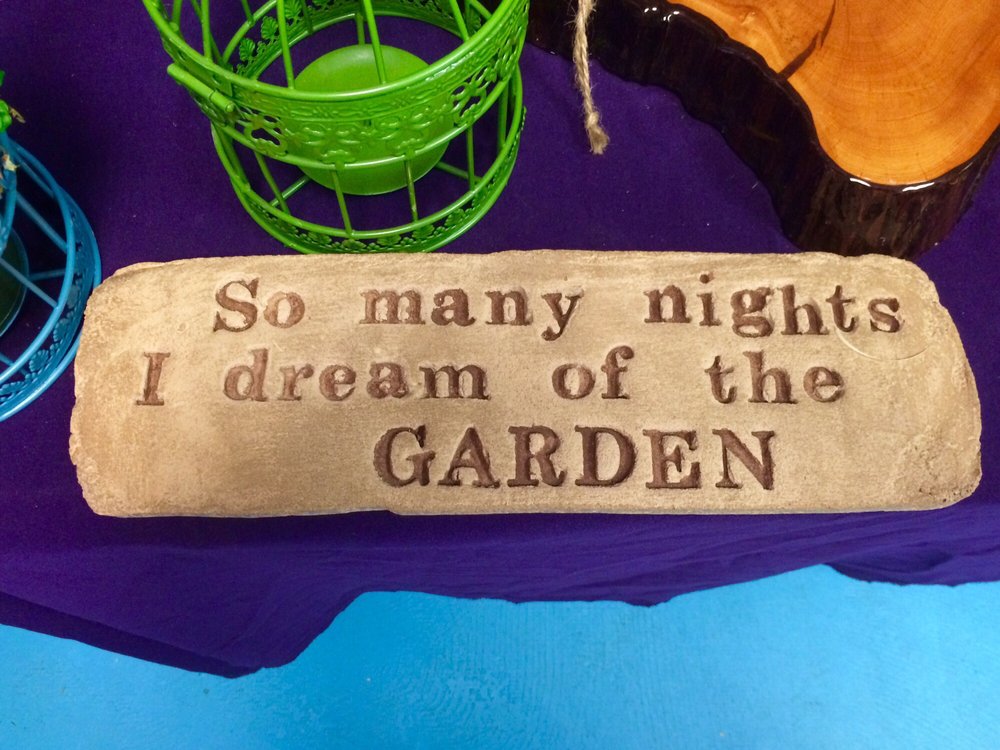 So many nights
I dream of the
GARDEN